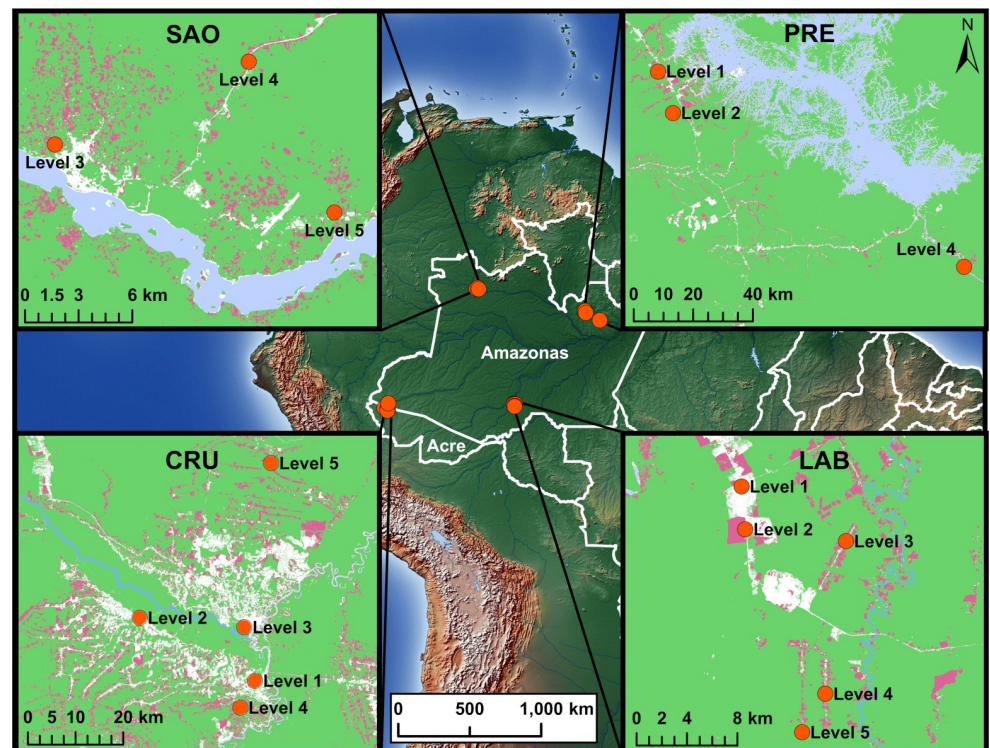 SAO
Level 4
Level 3
Level 5
0 1.5 3 6 km
PRE
N
Level 1
Level 2
Level 4
0 10 20 40 km
Amazonas
Acre
CRU
Level 5
Level 2
Level 3
Level 1
Level 4
0 5 10 20 km
0 500 1,000 km
LAB
Level 1
Level 2
Level 3
Level 4
Level 5
0 2 4 8 km